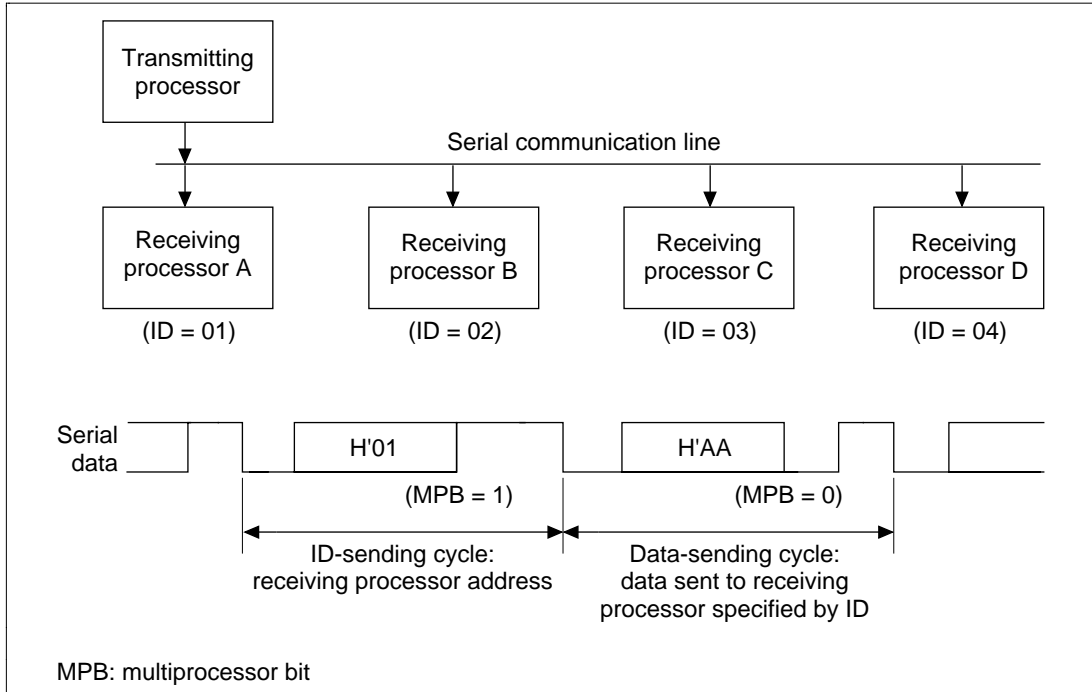 Transmitting
processor
Serial communication line
Receiving
processor A
Receiving
processor B
Receiving
processor C
Receiving
processor D
(ID = 01)
(ID = 02)
(ID = 03)
(ID = 04)
Serial
data
H'01
H'AA
(MPB = 1)
(MPB = 0)
ID-sending cycle:
receiving processor address
Data-sending cycle:
data sent to receiving
processor specified by ID
MPB: multiprocessor bit